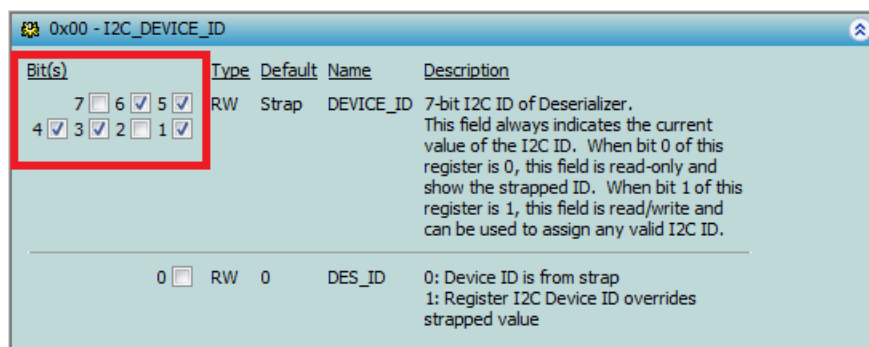 0x00 - I2C_DEVICE_ID
Bit(s) Type Default Name Description
7 6 5 RW Strap DEVICE_ID 7-bit I2C ID of Deserializer.
4 3 2 1 This field always indicates the current
value of the I2C ID. When bit 0 of this
register is 0, this field is read-only and
show the strapped ID. When bit 1 of this
register is 1, this field is read/write and
can be used to assign any valid I2C ID.
0 RW 0 DES_ID 0: Device ID is from strap
1: Register I2C Device ID overrides
strapped value